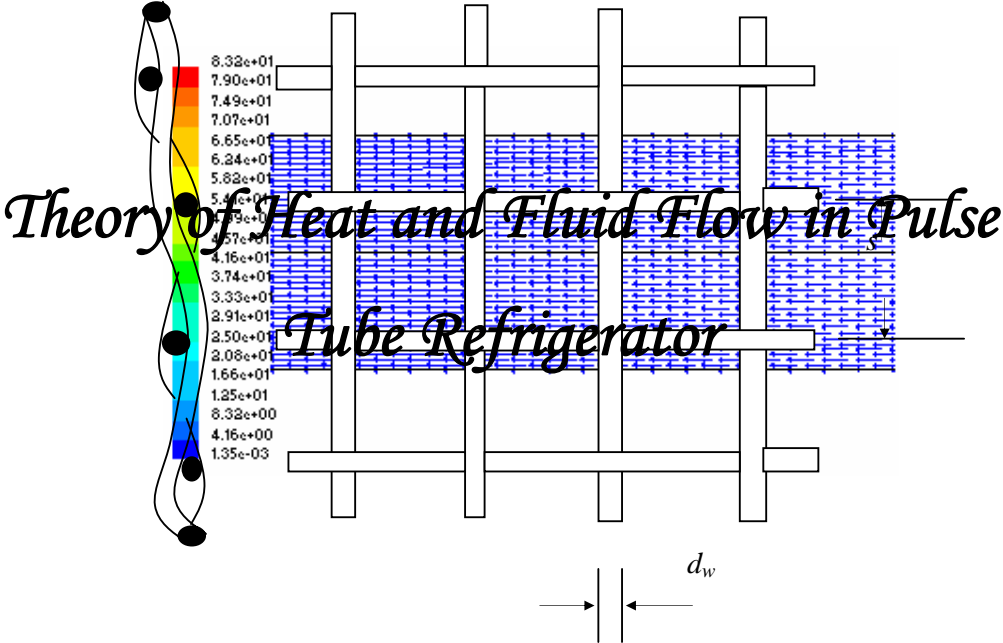 8.32e+01
7.90e+01
7.49e+01
7.07e+01
6.65e+01
6.24e+01
5.82e+01
Theory of Heat and Fluid Flow in Pulse
s
4.16e+01
3.74e+01
3.33e+01
2.91e+01
2.50e+01
Tube Refrigerator
2.08e+01
1.66e+01
1.25e+01
8.32e+00
4.16e+00
1.35e-03
d_w